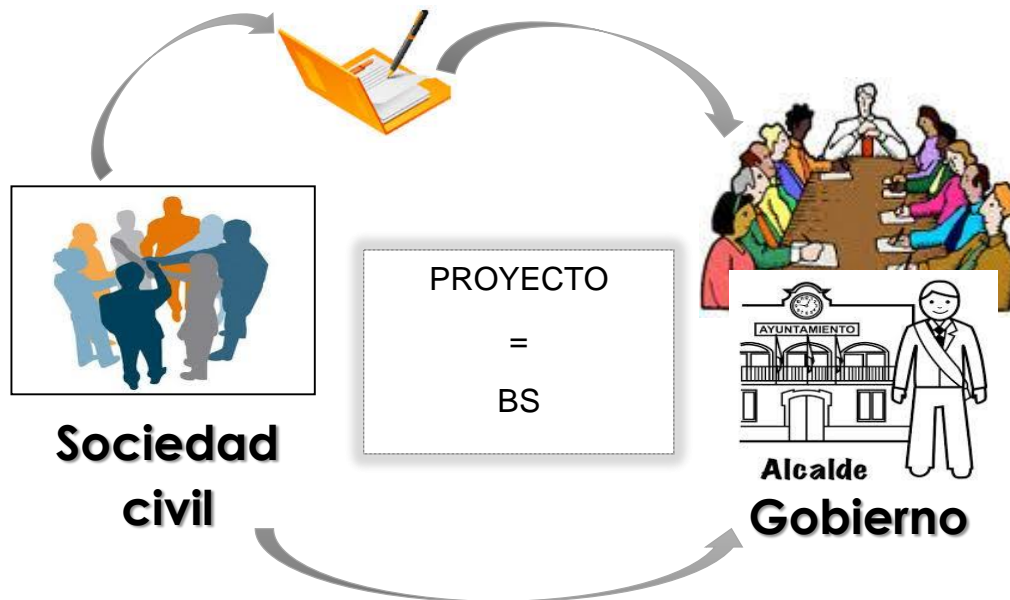 PROYECTO
=
BS
AYUNTAMIENTO
Sociedad
civil
Alcalde
Gobierno